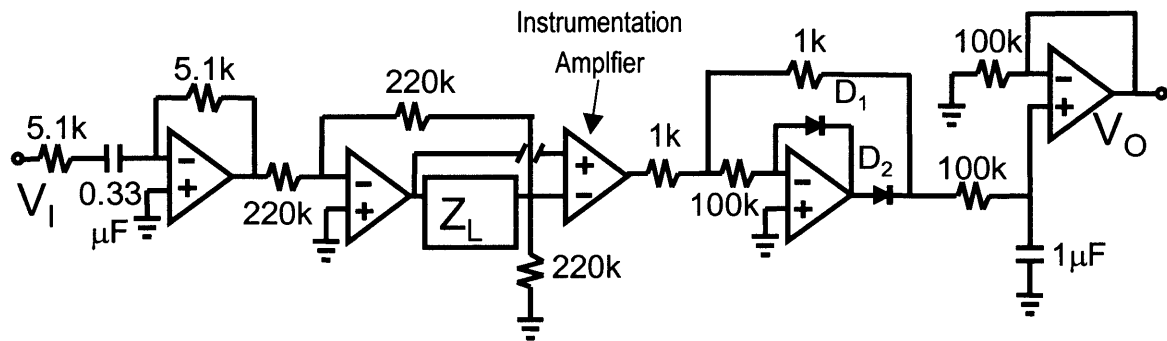 Instrumentation
Amplfier
5.1k
5.1k
0.33
μF
V_I
220k
220k
Z_L
220k
1k
1k
100k
D₁
D₂
100k
100k
1μF
V_O